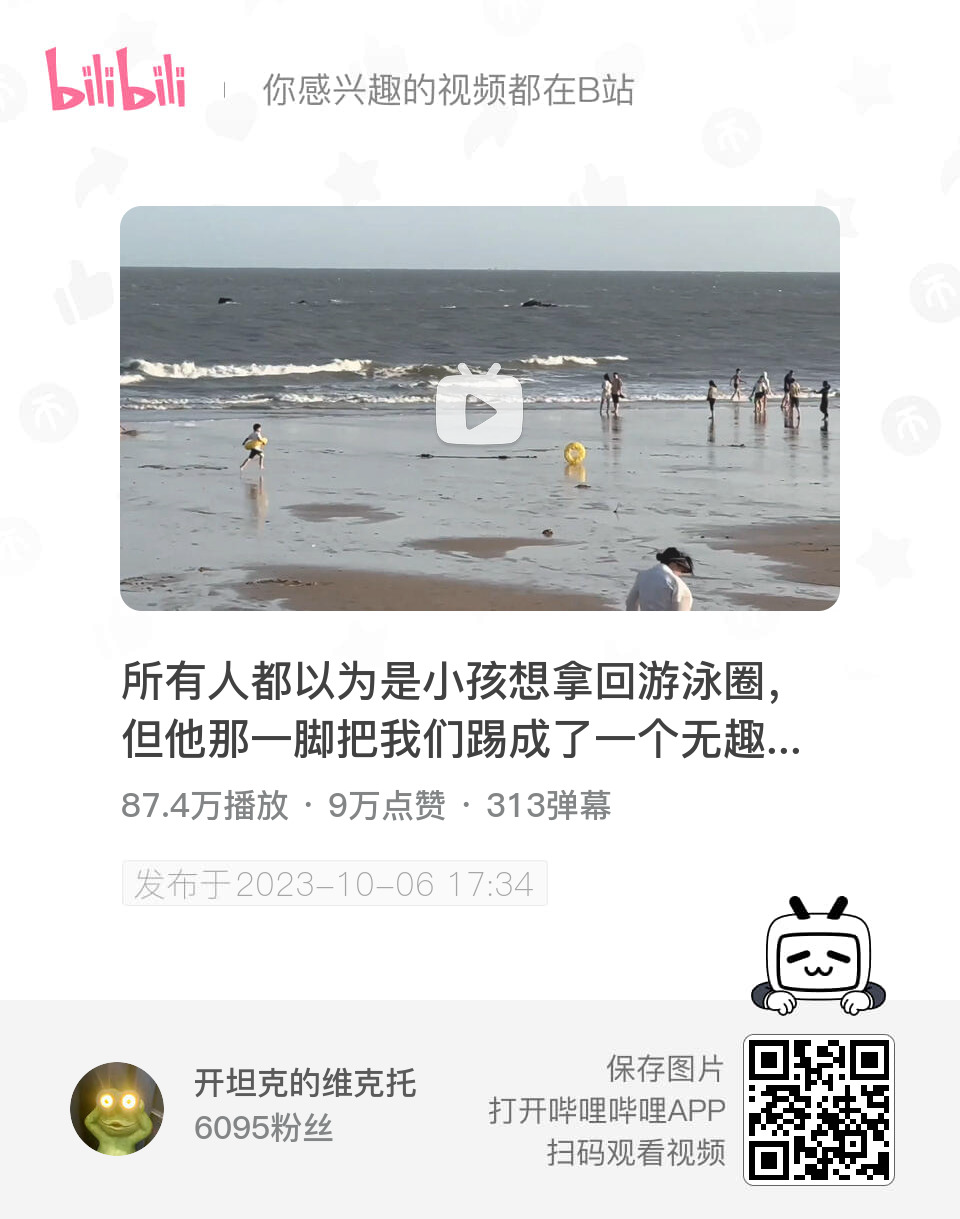 bilibili
你感兴趣的视频都在B站
所有人都以为是小孩想拿回游泳圈，
但他那一脚把我们踢成了一个无趣...
87.4万播放 · 9万点赞 · 313弹幕
发布于2023-10-06 17:34
开坦克的维克托
6095粉丝
保存图片
打开哔哩哔哩APP
扫码观看视频